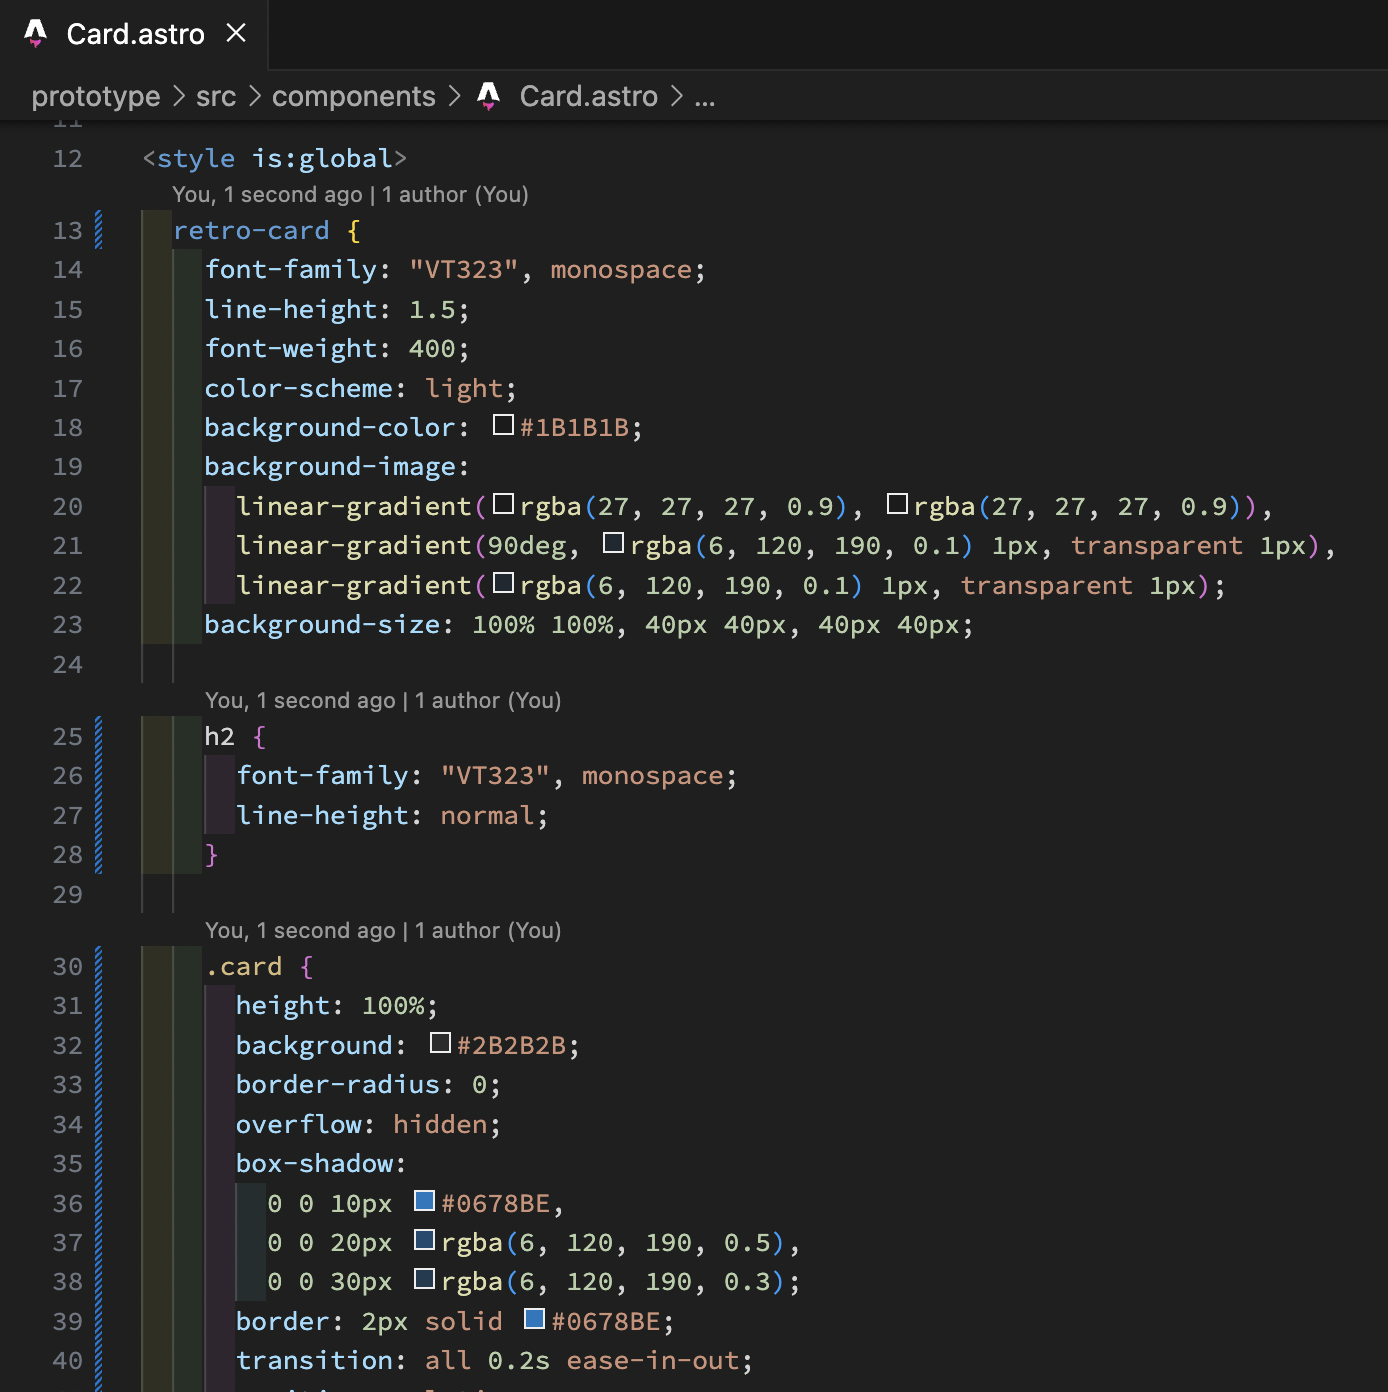 Card.astro
prototype > src > components > Card.astro > ...
11
12 <style is:global>
You, 1 second ago | 1 author (You)
13 retro-card {
14 font-family: "VT323", monospace;
15 line-height: 1.5;
16 font-weight: 400;
17 color-scheme: light;
18 background-color: #1B1B1B;
19 background-image:
20 linear-gradient(rgba(27, 27, 27, 0.9), rgba(27, 27, 27, 0.9)),
21 linear-gradient(90deg, rgba(6, 120, 190, 0.1) 1px, transparent 1px),
22 linear-gradient(rgba(6, 120, 190, 0.1) 1px, transparent 1px);
23 background-size: 100% 100%, 40px 40px, 40px 40px;
24
You, 1 second ago | 1 author (You)
25 h2 {
26 font-family: "VT323", monospace;
27 line-height: normal;
28 }
29
You, 1 second ago | 1 author (You)
30 .card {
31 height: 100%;
32 background: #2B2B2B;
33 border-radius: 0;
34 overflow: hidden;
35 box-shadow:
36 0 0 10px #0678BE,
37 0 0 20px rgba(6, 120, 190, 0.5),
38 0 0 30px rgba(6, 120, 190, 0.3);
39 border: 2px solid #0678BE;
40 transition: all 0.2s ease-in-out;